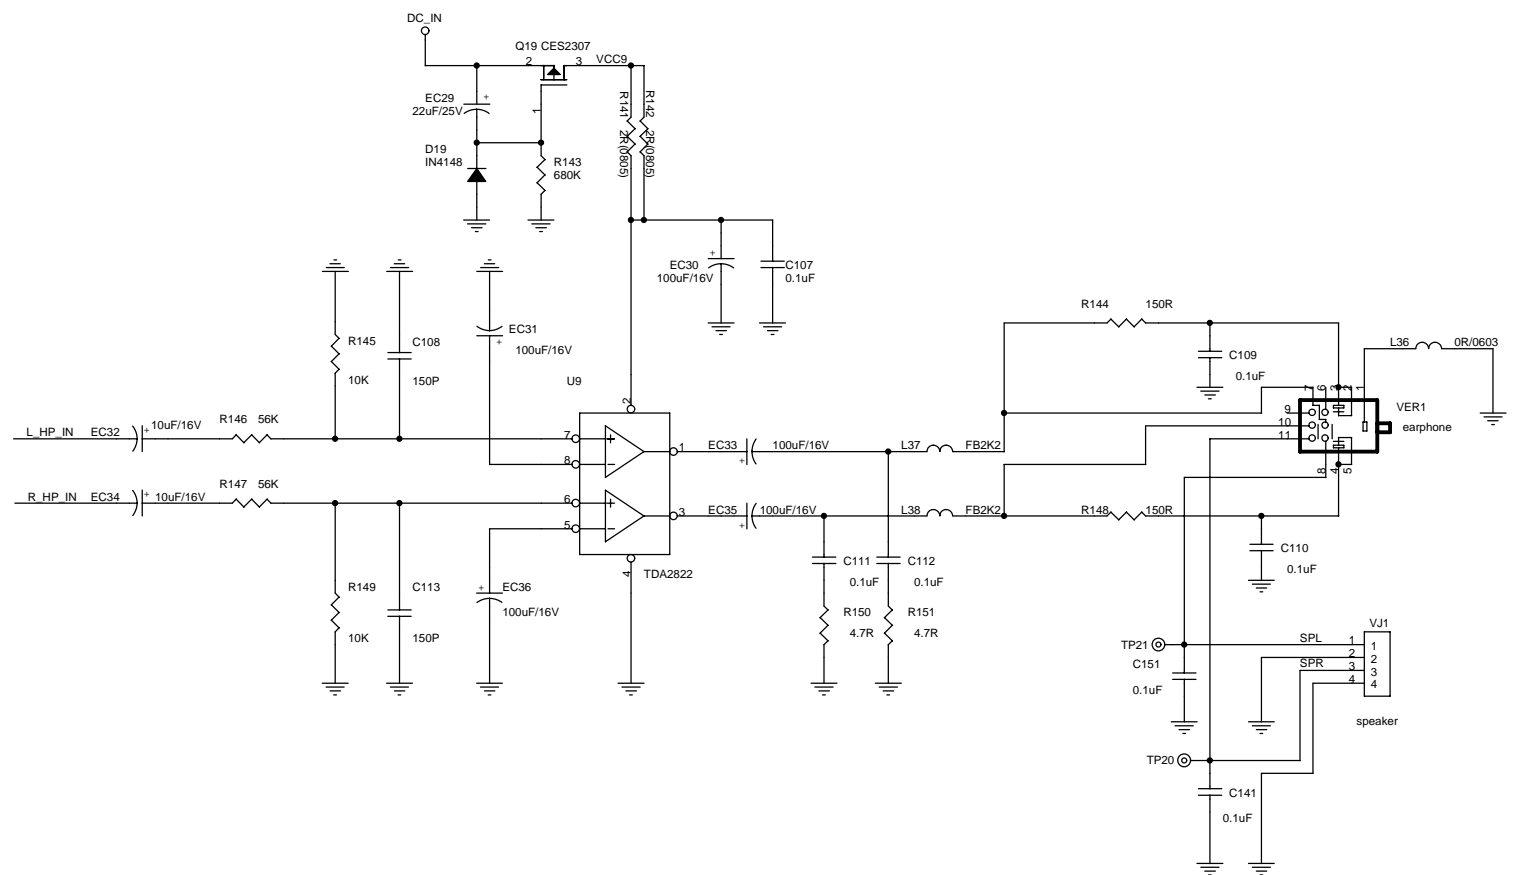 DC_IN
Q19 CES2307
2
3
VCC9
EC29
22uF/25V
+
1
R141
2R(0805)
R142
2R(0805)
D19
IN4148
R143
680K
+
EC30
100uF/16V
C107
0.1uF
R145
10K
C108
150P
EC31
+
100uF/16V
U9
2
L_HP_IN
EC32
+
10uF/16V
R146 56K
7
+
8
-
1
EC33
+
100uF/16V
L37
FB2K2
R_HP_IN
EC34
+
10uF/16V
R147 56K
6
+
5
-
3
EC35
+
100uF/16V
L38
FB2K2
4
TDA2822
R149
10K
C113
150P
+
EC36
100uF/16V
C111
0.1uF
C112
0.1uF
R150
4.7R
R151
4.7R
R144
150R
C109
0.1uF
L36
0R/0603
7
6
3
2
1
9
10
11
VER1
earphone
8
4
5
R148
150R
C110
0.1uF
TP21
C151
0.1uF
SPL
SPR
VJ1
1
2
3
4
1
2
3
4
speaker
TP20
C141
0.1uF